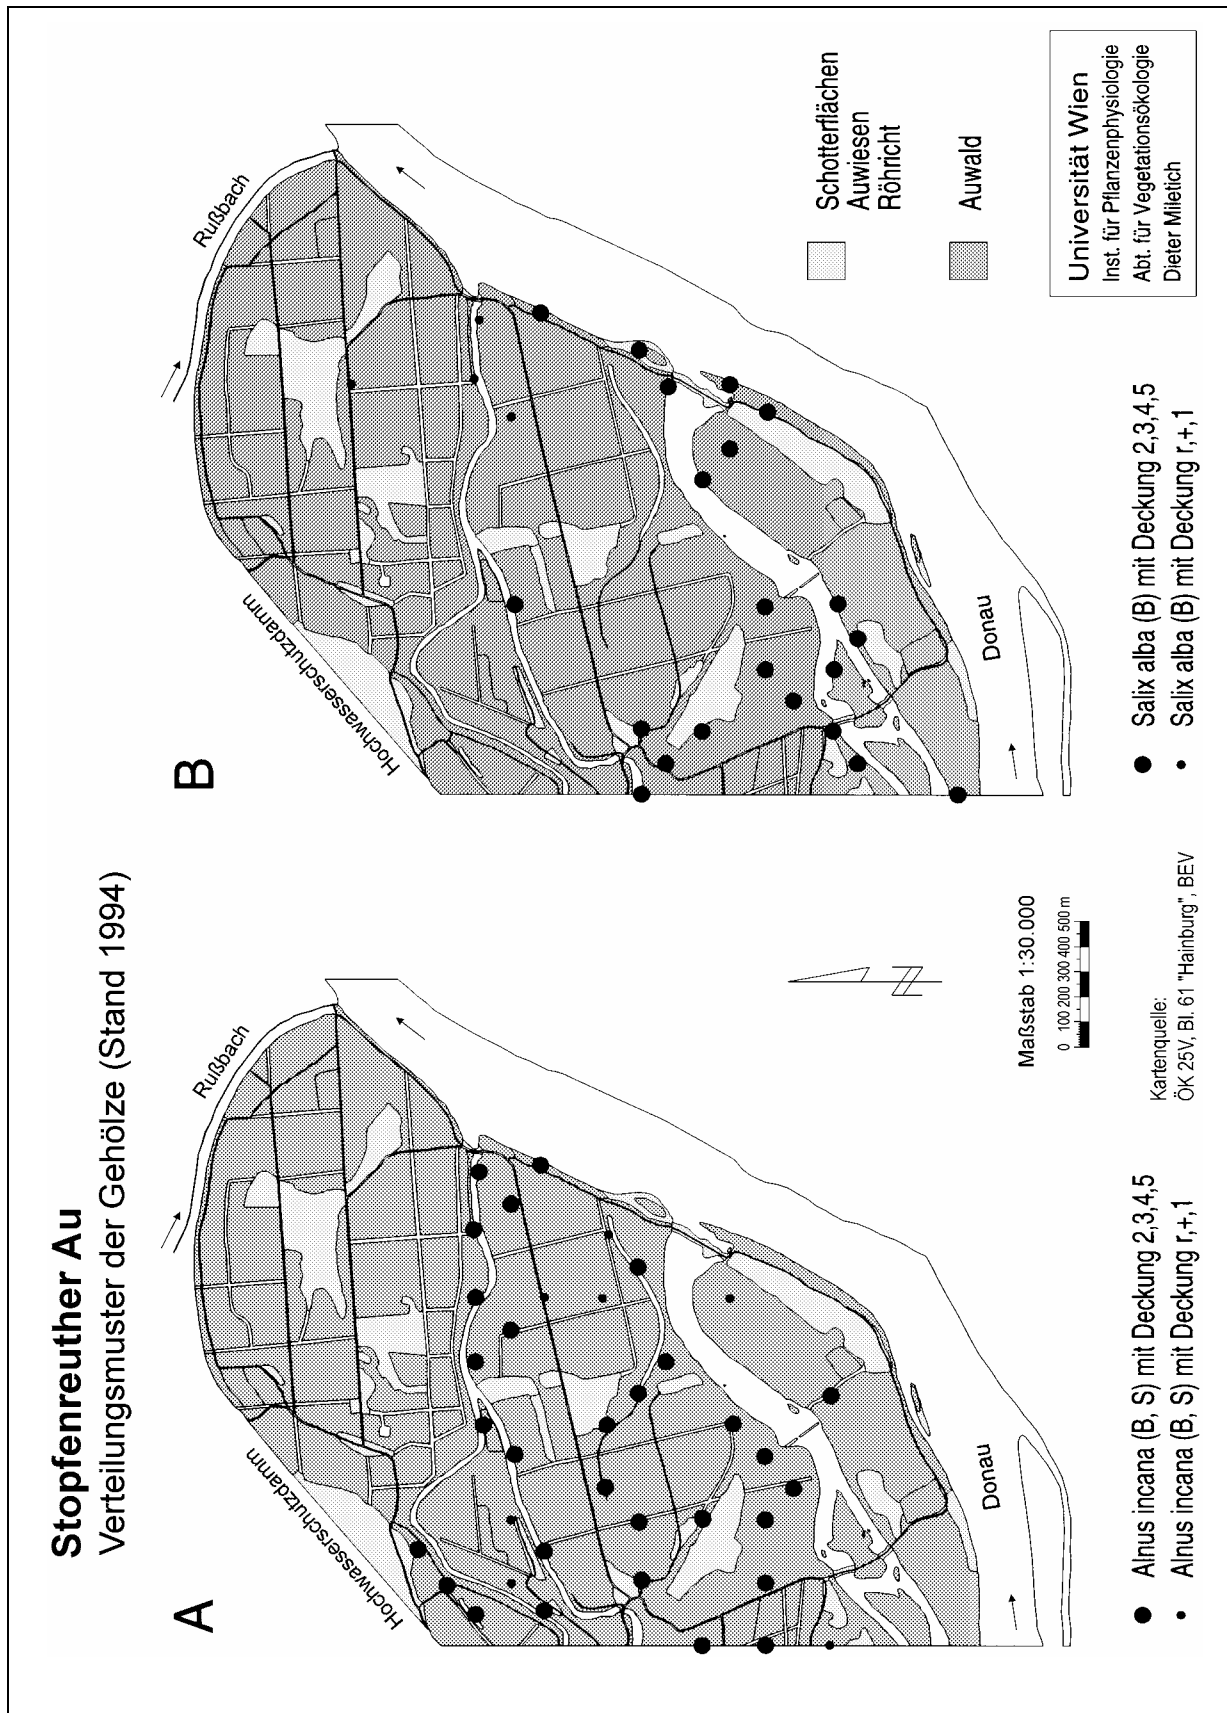 Stopfenreuther Au
Verteilungsmuster der Gehölze (Stand 1994)
A
Hochwasserschutzdamm
Rußbach
Donau
B
Hochwasserschutzdamm
Rußbach
Donau
Alnus incana (B, S) mit Deckung 2,3,4,5
Alnus incana (B, S) mit Deckung r,+,1
N
Maßstab 1:30.000
0 100 200 300 400 500 m
Kartenquelle:
ÖK 25V, Bl. 61 "Hainburg", BEV
Salix alba (B) mit Deckung 2,3,4,5
Salix alba (B) mit Deckung r,+,1
Schotterflächen
Auwiesen
Röhricht
Auwald
Universität Wien
Inst. für Pflanzenphysiologie
Abt. für Vegetationsökologie
Dieter Miletich